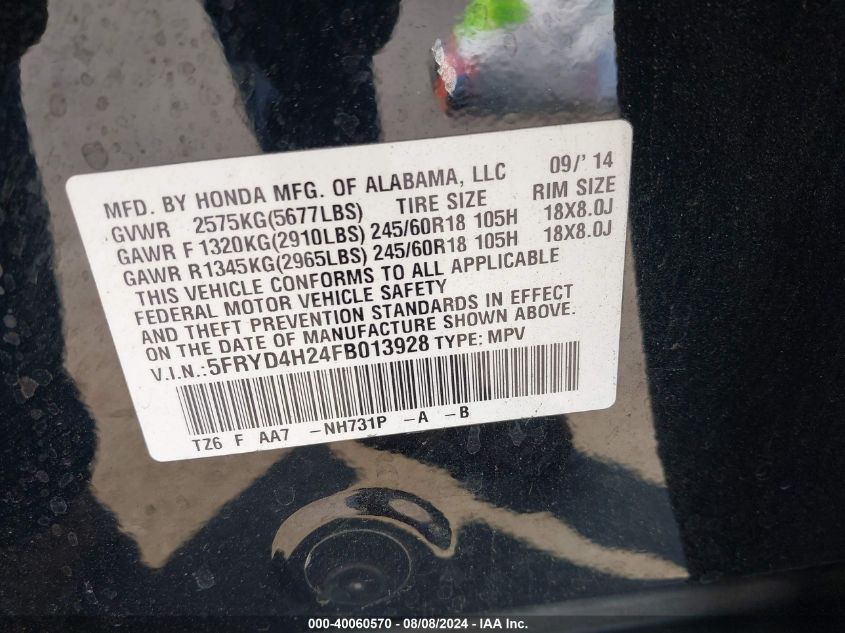 MFD. BY HONDA MFG. OF ALABAMA, LLC 09/' 14
GVWR 2575KG(5677LBS) TIRE SIZE RIM SIZE
GAWR F 1320KG(2910LBS) 245/60R18 105H 18X8.0J
GAWR R1345KG(2965LBS) 245/60R18 105H 18X8.0J
THIS VEHICLE CONFORMS TO ALL APPLICABLE
FEDERAL MOTOR VEHICLE SAFETY
AND THEFT PREVENTION STANDARDS IN EFFECT
ON THE DATE OF MANUFACTURE SHOWN ABOVE.
V.I.N.:5FRYD4H24FB013928 TYPE: MPV
TZ6 F AA7 -NH731P -A -B
000-40060570 - 08/08/2024 - IAA Inc.